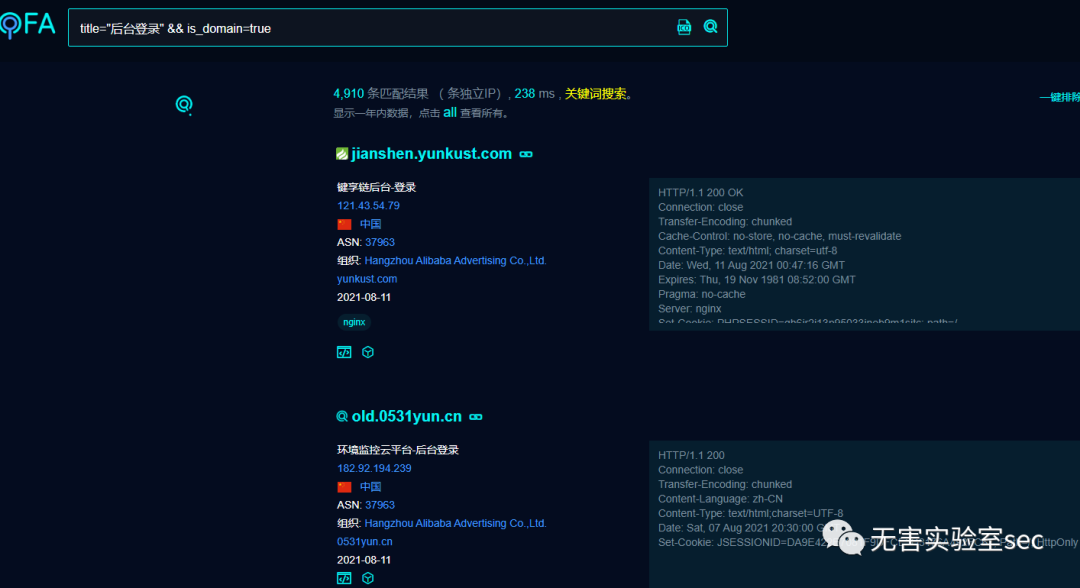 FA
title="后台登录" && is_domain=true
4,910 条匹配结果 （ 条独立IP）, 238 ms , 关键词搜索。
显示一年内数据，点击 all 查看所有。
一键排除
jianshen.yunkust.com
键享链后台-登录
121.43.54.79
中国
ASN: 37963
组织: Hangzhou Alibaba Advertising Co.,Ltd.
yunkust.com
2021-08-11
nginx
HTTP/1.1 200 OK
Connection: close
Transfer-Encoding: chunked
Cache-Control: no-store, no-cache, must-revalidate
Content-Type: text/html; charset=utf-8
Date: Wed, 11 Aug 2021 00:47:16 GMT
Expires: Thu, 19 Nov 1981 08:52:00 GMT
Pragma: no-cache
Server: nginx
old.0531yun.cn
环境监控云平台-后台登录
182.92.194.239
中国
ASN: 37963
组织: Hangzhou Alibaba Advertising Co.,Ltd.
0531yun.cn
2021-08-11
HTTP/1.1 200
Connection: close
Transfer-Encoding: chunked
Content-Language: zh-CN
Content-Type: text/html;charset=UTF-8
Date: Sat, 07 Aug 2021 20:30:00
Set-Cookie: HttpOnly
无害实验室sec